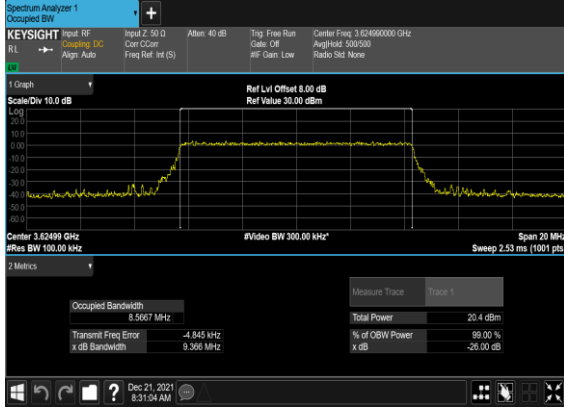 Spectrum Analyzer 1
Occupied BW
+
KEYSIGHT Input: RF Input Z: 50 Ω Atten: 40 dB Trig: Free Run Center Freq: 3.624990000 GHz
RL Coupling: DC Corr CCorr Gate: Off Avg|Hold: 500/500
Align: Auto Freq Ref: Int (S) #IF Gain: Low Radio Std: None
LU
1 Graph
Ref Lvl Offset 8.00 dB
Scale/Div 10.0 dB Ref Value 30.00 dBm
Log
20.0
10.0
0.00
-10.0
-20.0
-30.0
-40.0
-50.0
-60.0
Center 3.62499 GHz #Video BW 300.00 kHz* Span 20 MHz
#Res BW 100.00 kHz Sweep 2.53 ms (1001 pts
2 Metrics
Measure Trace Trace 1
Occupied Bandwidth
8.5667 MHz Total Power 20.4 dBm
Transmit Freq Error -4.845 kHz % of OBW Power 99.00 %
x dB Bandwidth 9.366 MHz x dB -26.00 dB
? Dec 21, 2021
8:31:04 AM